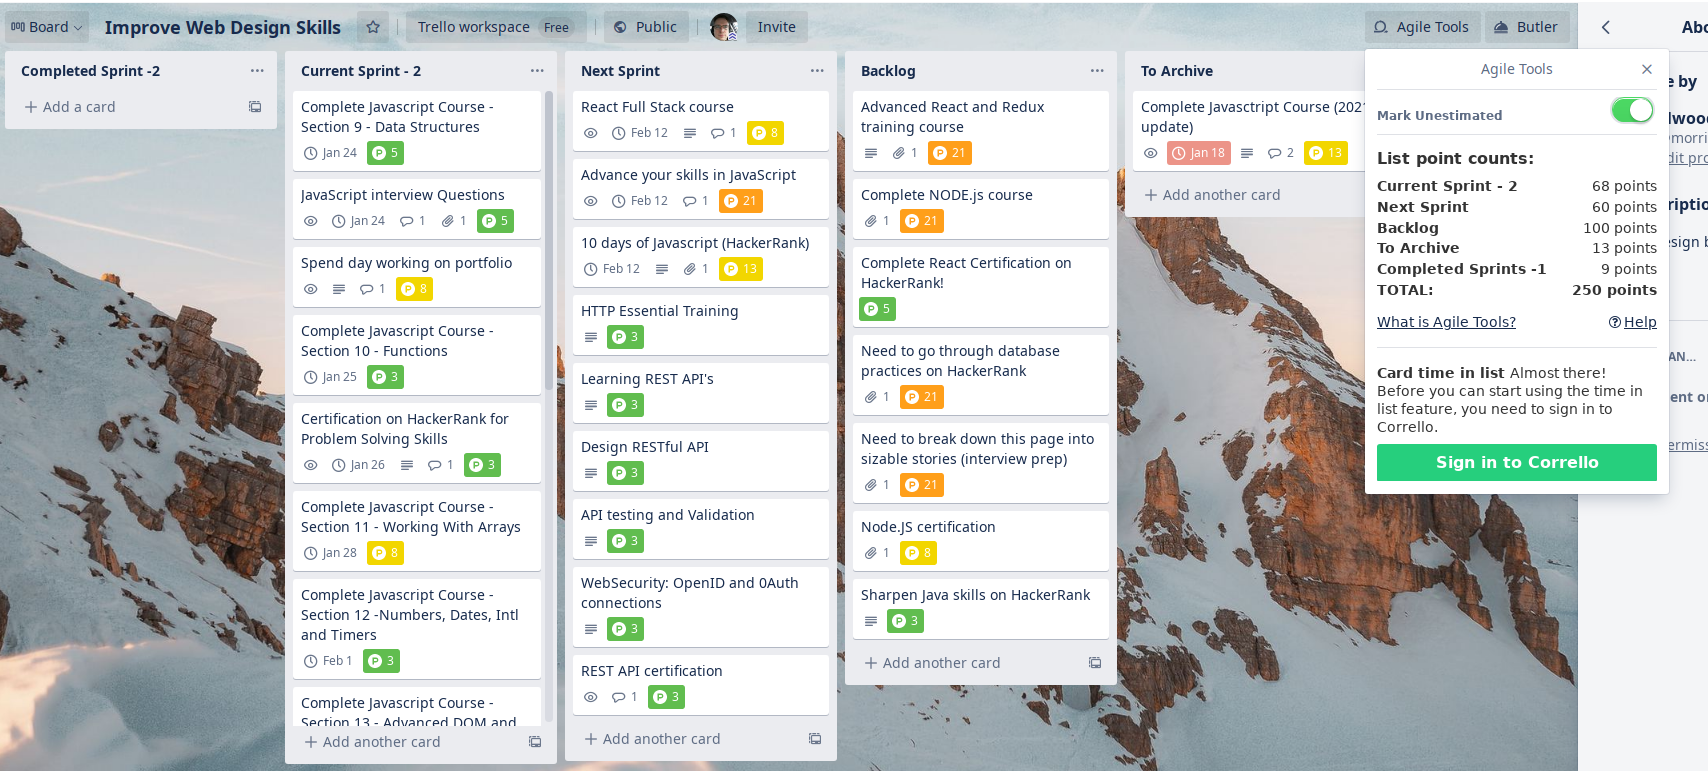 Board
Improve Web Design Skills
Trello workspace Free
Public
Invite
Agile Tools
Butler
Completed Sprint -2
Add a card
Current Sprint - 2
Complete Javascript Course -
Section 9 - Data Structures
Jan 24 P 5
JavaScript interview Questions
Jan 24 1 1 P 5
Spend day working on portfolio
1 P 8
Complete Javascript Course -
Section 10 - Functions
Jan 25 P 3
Certification on HackerRank for
Problem Solving Skills
Jan 26 1 P 3
Complete Javascript Course -
Section 11 - Working With Arrays
Jan 28 P 8
Complete Javascript Course -
Section 12 -Numbers, Dates, Intl
and Timers
Feb 1 P 3
Complete Javascript Course -
Section 13 - Advanced DOM and
Add another card
Next Sprint
React Full Stack course
Feb 12 1 P 8
Advance your skills in JavaScript
Feb 12 1 P 21
10 days of Javascript (HackerRank)
Feb 12 1 P 13
HTTP Essential Training
P 3
Learning REST API's
P 3
Design RESTful API
P 3
API testing and Validation
P 3
WebSecurity: OpenID and 0Auth
connections
P 3
REST API certification
1 P 3
Add another card
Backlog
Advanced React and Redux
training course
1 P 21
Complete NODE.js course
1 P 21
Complete React Certification on
HackerRank!
P 5
Need to go through database
practices on HackerRank
1 P 21
Need to break down this page into
sizable stories (interview prep)
1 P 21
Node.JS certification
1 P 8
Sharpen Java skills on HackerRank
P 3
Add another card
To Archive
Complete Javasctript Course (2021
update)
Jan 18 2 P 13
Add another card
Agile Tools
Mark Unestimated
List point counts:
Current Sprint - 2 68 points
Next Sprint 60 points
Backlog 100 points
To Archive 13 points
Completed Sprints -1 9 points
TOTAL: 250 points
What is Agile Tools?
Help
Card time in list Almost there!
Before you can start using the time in
list feature, you need to sign in to
Corrello.
Sign in to Corrello